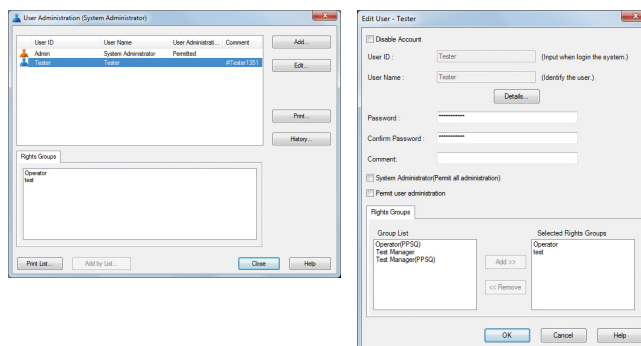 User Administration (System Administrator)
User ID User Name User Administrati... Comment
Admin System Administrator Permitted
Tester Tester #Tester1351
Add...
Edit...
Print...
History...
Rights Groups
Operator
test
Print List... Add by List... Close Help
Edit User - Tester
Disable Account
User ID : Tester (Input when login the system.)
User Name : Tester (Identify the user.)
Details...
Password : ************
Confirm Password : ************
Comment:
System Administrator(Permit all administration)
Permit user administration
Rights Groups
Group List Selected Rights Groups
Operator(PPSQ) Operator
Test Manager test
Test Manager(PPSQ)
Add >>
<< Remove
OK Cancel Help